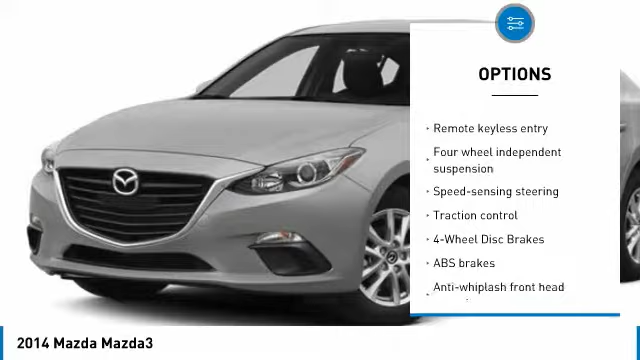 OPTIONS
Remote keyless entry
Four wheel independent
suspension
Speed-sensing steering
Traction control
4-Wheel Disc Brakes
ABS brakes
Anti-whiplash front head
2014 Mazda Mazda3